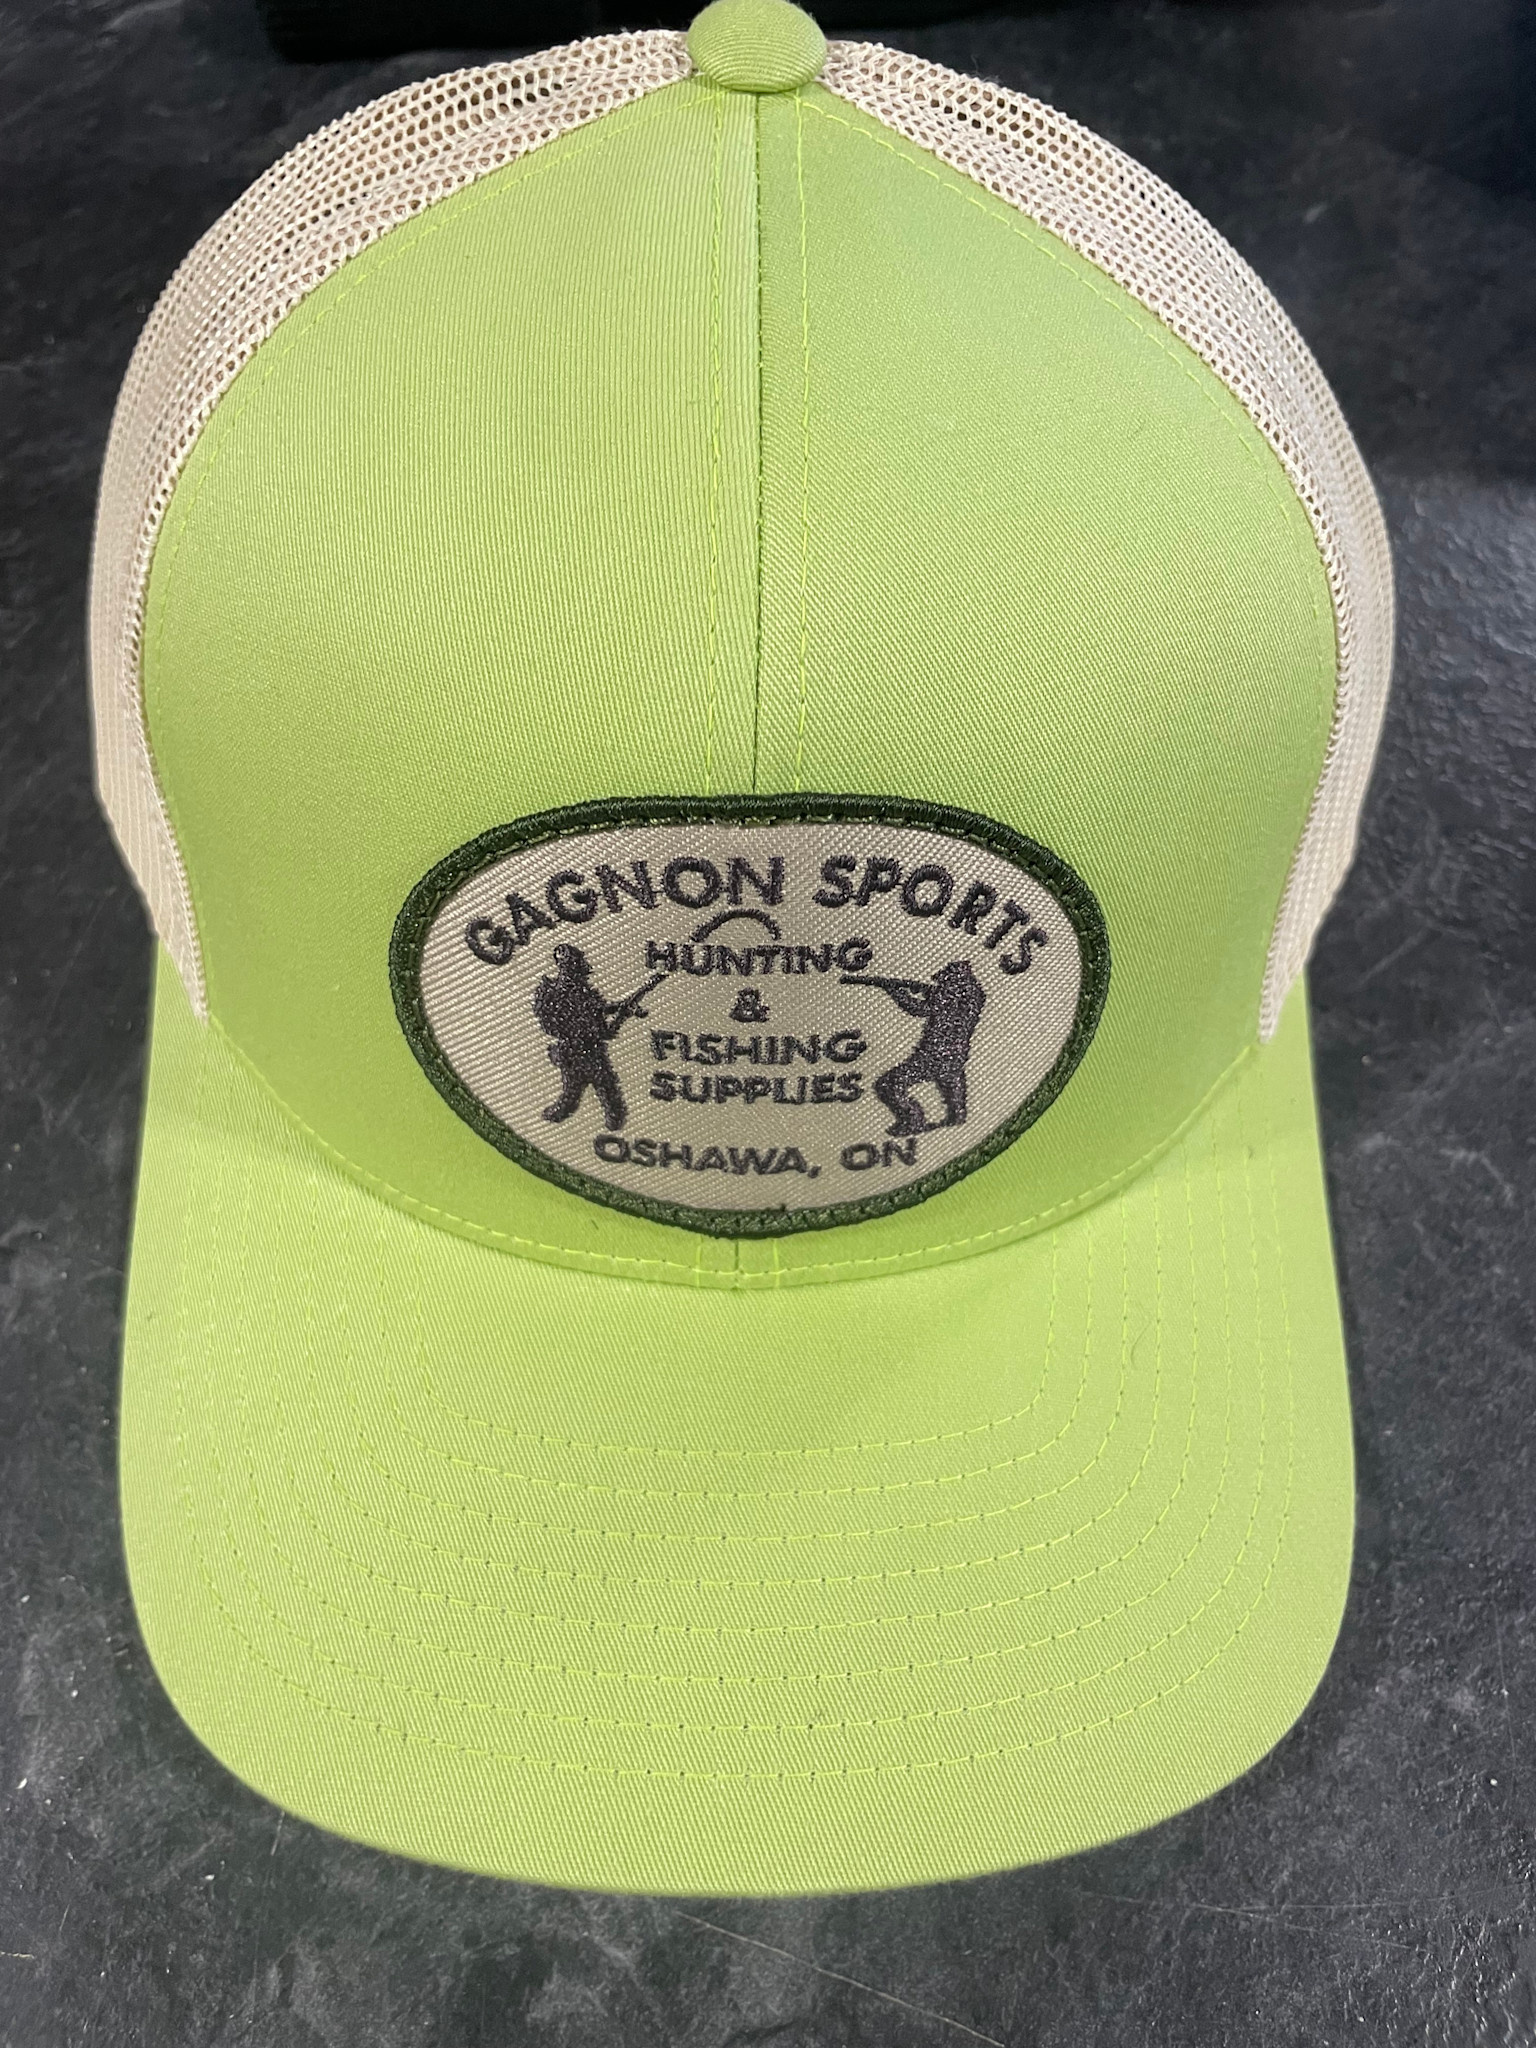 GAGNON SPORTS
HUNTING
&
FISHING
SUPPLIES
OSHAWA, ON